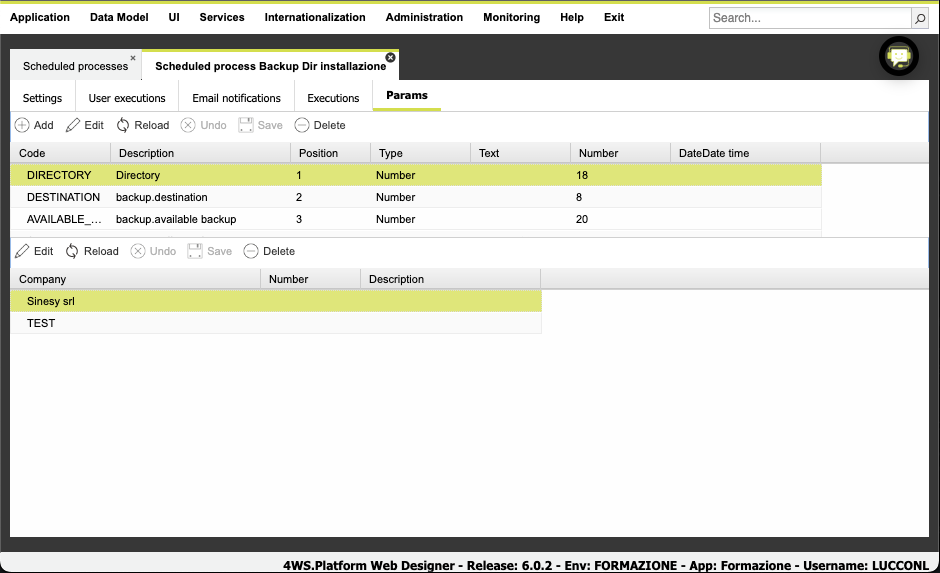 Application Data Model UI Services Internationalization Administration Monitoring Help Exit Search...
Scheduled processes Scheduled process Backup Dir installazione
Settings User executions Email notifications Executions Params
Add Edit Reload Undo Save Delete
Code Description Position Type Text Number DateDate time
DIRECTORY Directory 1 Number 18
DESTINATION backup.destination 2 Number 8
AVAILABLE_... backup.available backup 3 Number 20
Edit Reload Undo Save Delete
Company Number Description
Sinesy srl
TEST
4WS.Platform Web Designer - Release: 6.0.2 - Env: FORMAZIONE - App: Formazione - Username: LUCCONL